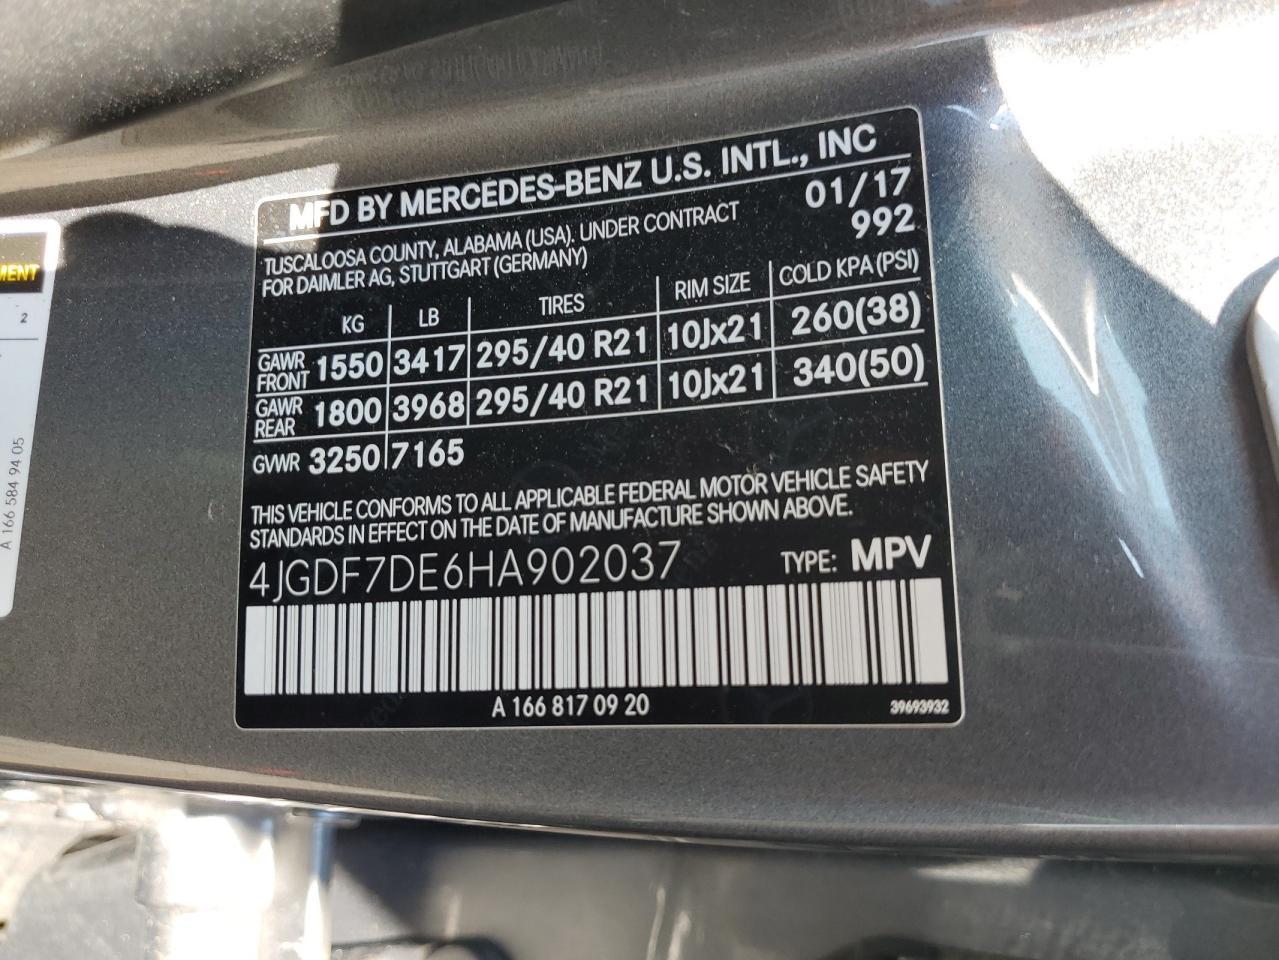 MFD BY MERCEDES-BENZ U.S. INTL., INC
TUSCALOOSA COUNTY, ALABAMA (USA). UNDER CONTRACT 01/17
FOR DAIMLER AG, STUTTGART (GERMANY) 992
KG LB TIRES RIM SIZE COLD KPA (PSI)
GAWR FRONT 1550 3417 295/40 R21 10Jx21 260(38)
GAWR REAR 1800 3968 295/40 R21 10Jx21 340(50)
GVWR 3250 7165
THIS VEHICLE CONFORMS TO ALL APPLICABLE FEDERAL MOTOR VEHICLE SAFETY
STANDARDS IN EFFECT ON THE DATE OF MANUFACTURE SHOWN ABOVE.
4JGDF7DE6HA902037 TYPE: MPV
A 166 817 09 20 39693932
2
A 166 584 94 05